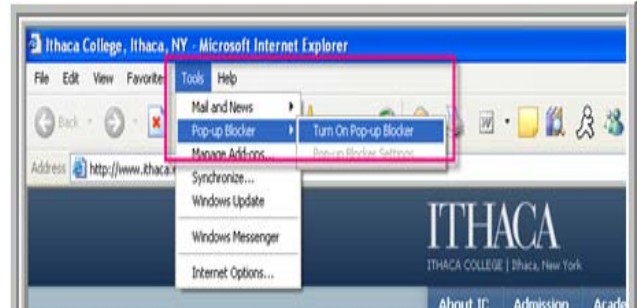 Ithaca College, Ithaca, NY - Microsoft Internet Explorer
File Edit View Favorite Tools Help
Back
Mail and News
Pop-up Blocker
Turn On Pop-up Blocker
Manage Add-ons...
Pop-up Blocker Settings...
Address http://www.ithaca.
Synchronize...
Windows Update
Windows Messenger
Internet Options...
ITHACA
ITHACA COLLEGE | Ithaca, New York
About IC Admission Acade